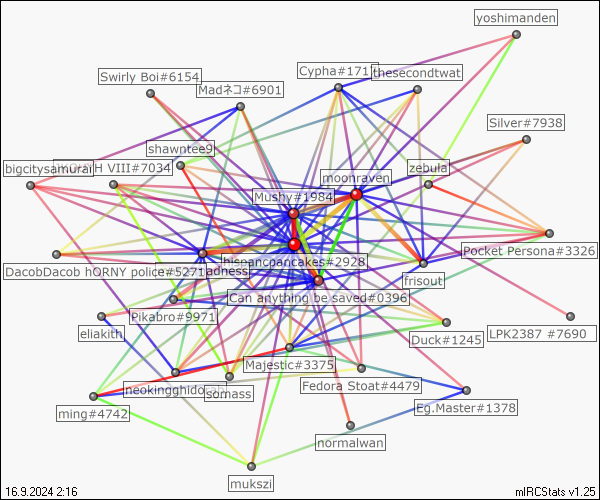 yoshimanden
Cypha#171
thesecondtwat
Swirly Boi#6154
Madネコ#6901
Silver#7938
shawntee9
bigcitysamurai
H VIII#7034
zebula
moonraven
Mushy#1984
Pocket Persona#3326
hispancpancakes#2928
DacobDacob hORNY police#5271
adness
frisout
Can anything be saved#0396
Pikabro#9971
eliakith
Duck#1245
LPK2387 #7690
Majestic#3375
Fedora Stoat#4479
neokingghidorah
somass
Eg.Master#1378
ming#4742
normalwan
mukszi
16.9.2024 2:16
mIRCStats v1.25